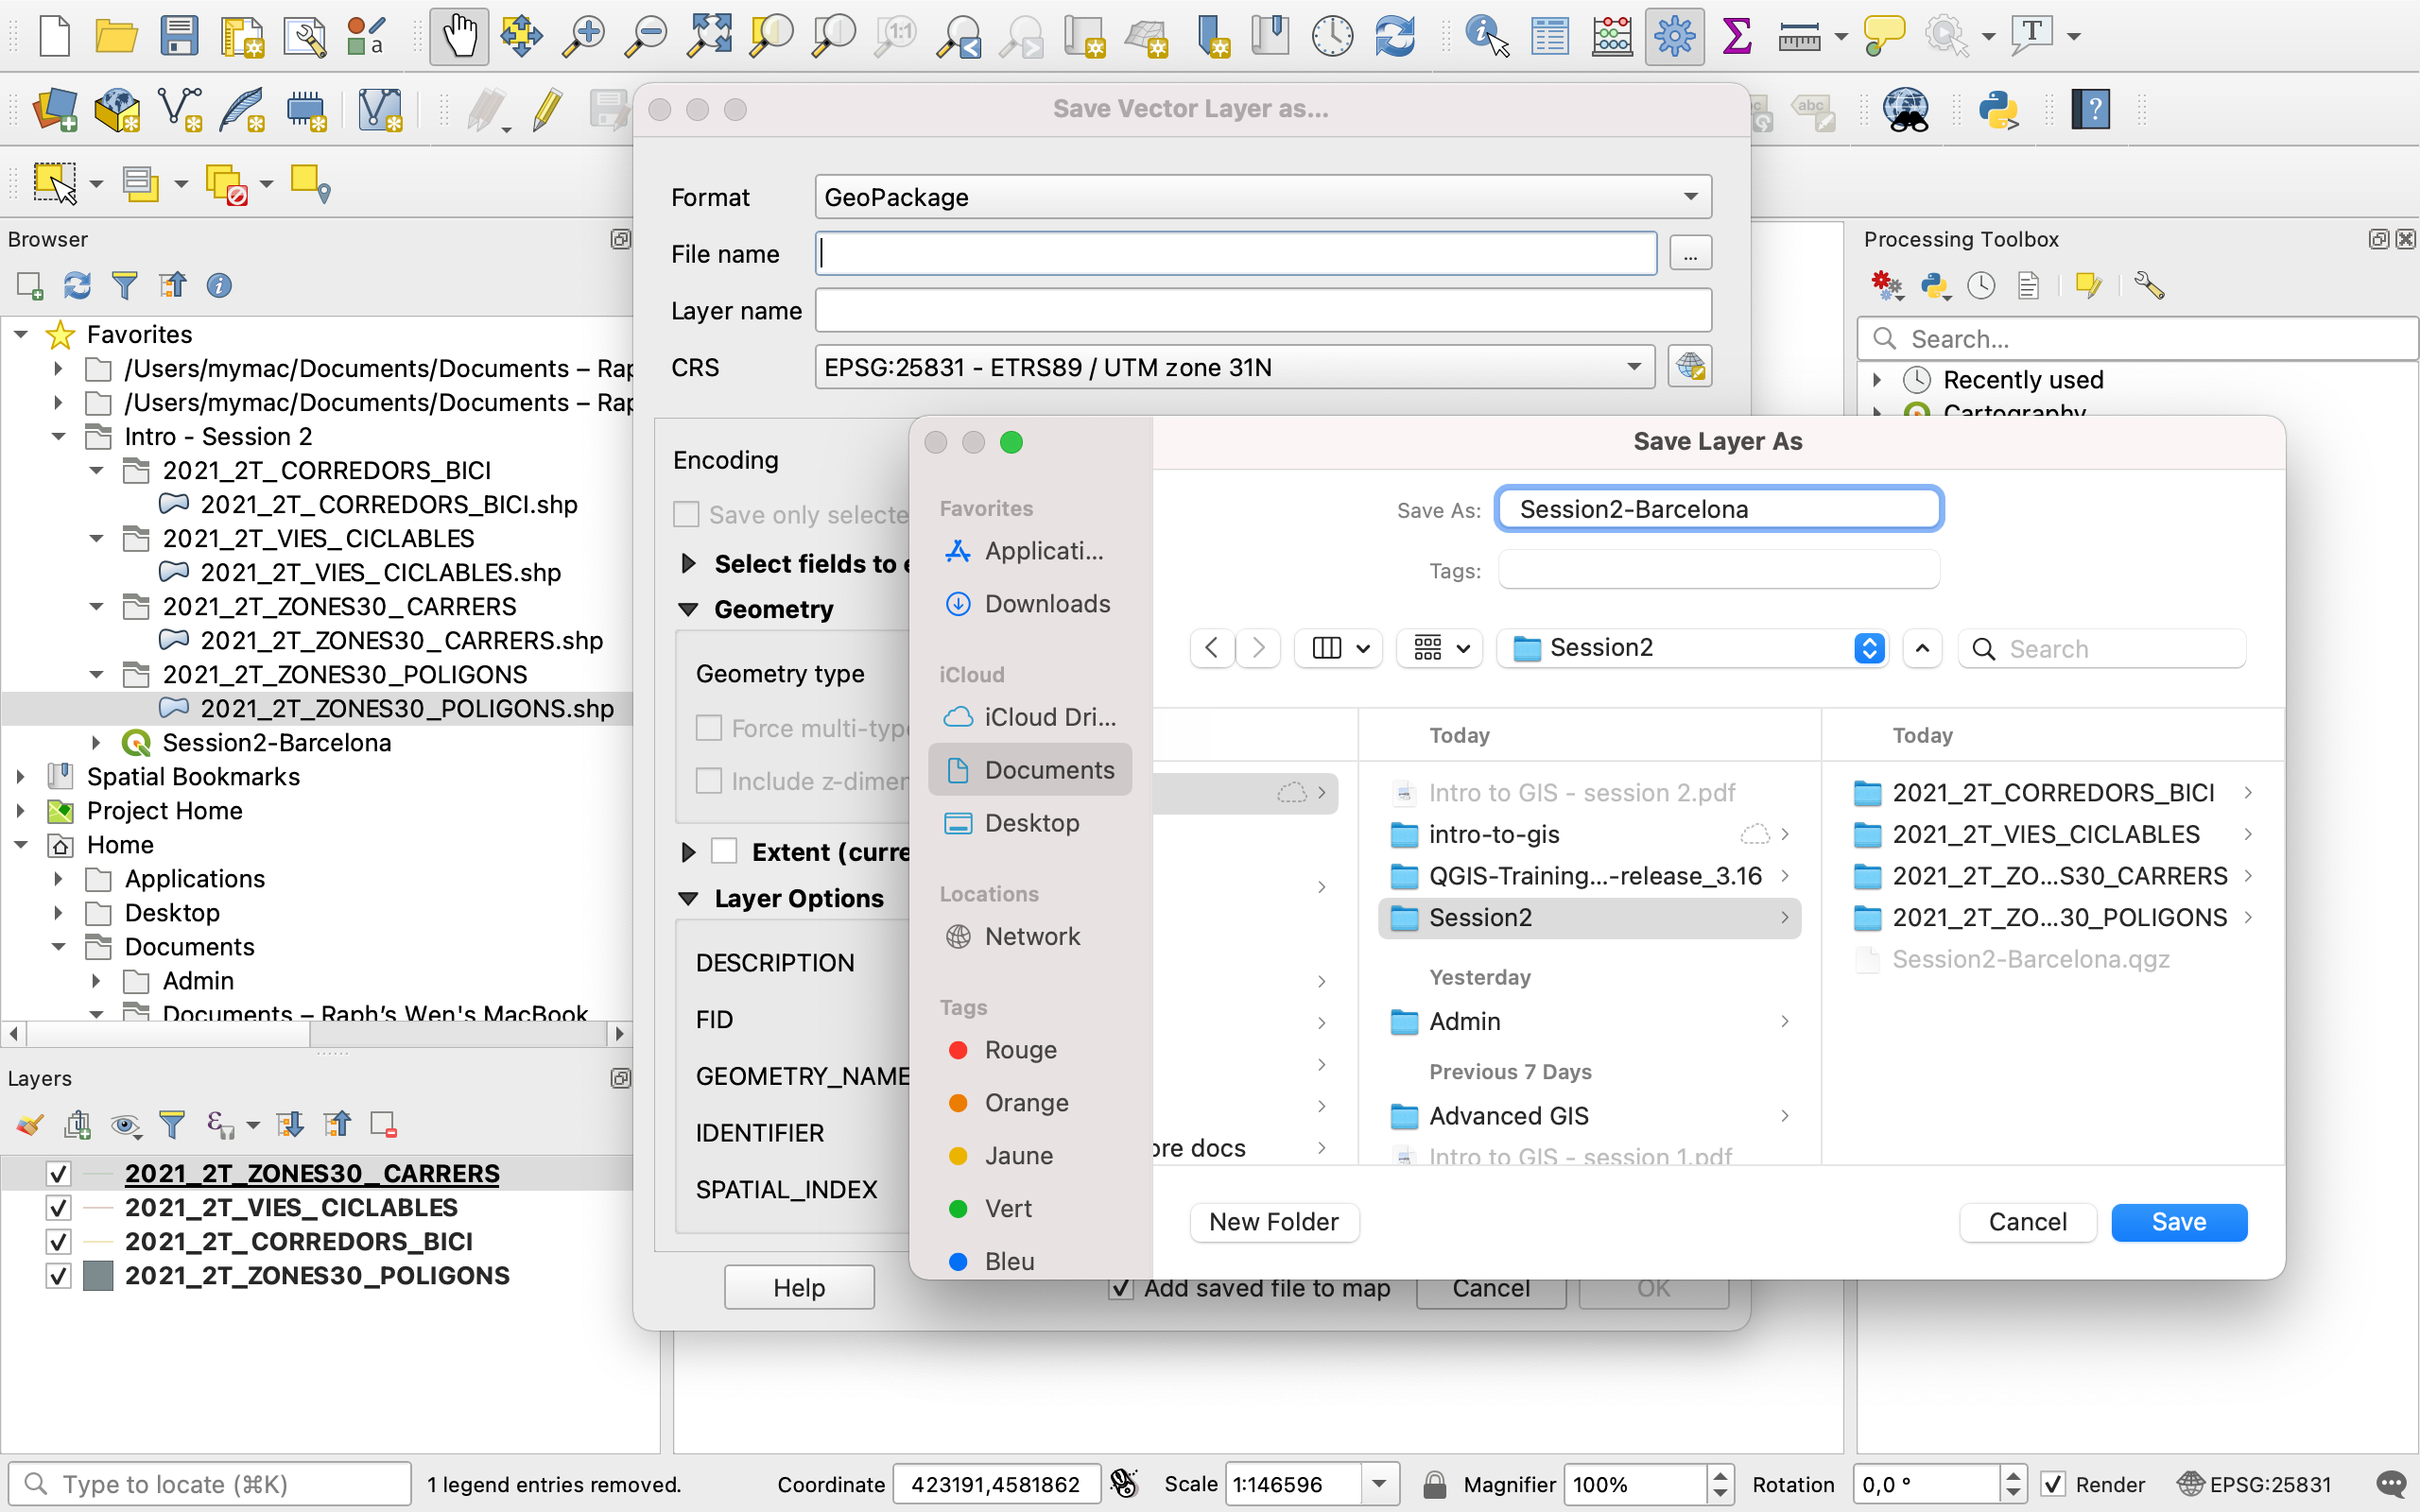 Save Vector Layer as...
Format
GeoPackage
File name
...
Layer name
CRS
EPSG:25831 - ETRS89 / UTM zone 31N
Browser
Favorites
/Users/mymac/Documents/Documents – Rap
/Users/mymac/Documents/Documents – Rap
Intro - Session 2
2021_2T_CORREDORS_BICI
2021_2T_CORREDORS_BICI.shp
2021_2T_VIES_CICLABLES
2021_2T_VIES_CICLABLES.shp
2021_2T_ZONES30_CARRERS
2021_2T_ZONES30_CARRERS.shp
2021_2T_ZONES30_POLIGONS
2021_2T_ZONES30_POLIGONS.shp
Session2-Barcelona
Spatial Bookmarks
Project Home
Home
Applications
Desktop
Documents
Admin
Documents – Raph's Wen's MacBook
Layers
2021_2T_ZONES30_CARRERS
2021_2T_VIES_CICLABLES
2021_2T_CORREDORS_BICI
2021_2T_ZONES30_POLIGONS
Encoding
Save only selecte
Select fields to e
Geometry
Geometry type
Force multi-type
Include z-dimen
Extent (curre
Layer Options
DESCRIPTION
FID
GEOMETRY_NAME
IDENTIFIER
SPATIAL_INDEX
Help
Add saved file to map
Cancel
OK
Save Layer As
Save As:
Session2-Barcelona
Tags:
Session2
Search
Favorites
Applicati...
Downloads
iCloud
iCloud Dri...
Documents
Desktop
Locations
Network
Tags
Rouge
Orange
Jaune
Vert
Bleu
ore docs
Today
Intro to GIS - session 2.pdf
intro-to-gis
QGIS-Training...-release_3.16
Session2
Yesterday
Admin
Previous 7 Days
Advanced GIS
Intro to GIS - session 1.pdf
Today
2021_2T_CORREDORS_BICI
2021_2T_VIES_CICLABLES
2021_2T_ZO...S30_CARRERS
2021_2T_ZO...30_POLIGONS
Session2-Barcelona.qgz
New Folder
Cancel
Save
Processing Toolbox
Search...
Recently used
Cartography
Type to locate (⌘K)
1 legend entries removed.
Coordinate
423191,4581862
Scale
1:146596
Magnifier
100%
Rotation
0,0 °
Render
EPSG:25831